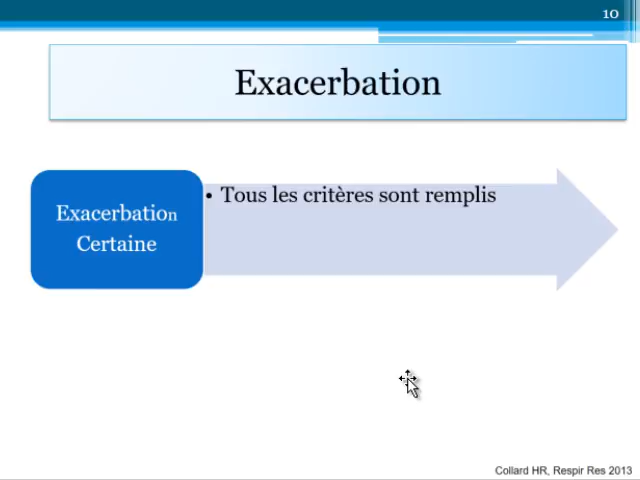 10
Exacerbation
Exacerbation
Certaine
• Tous les critères sont remplis
Collard HR, Respir Res 2013